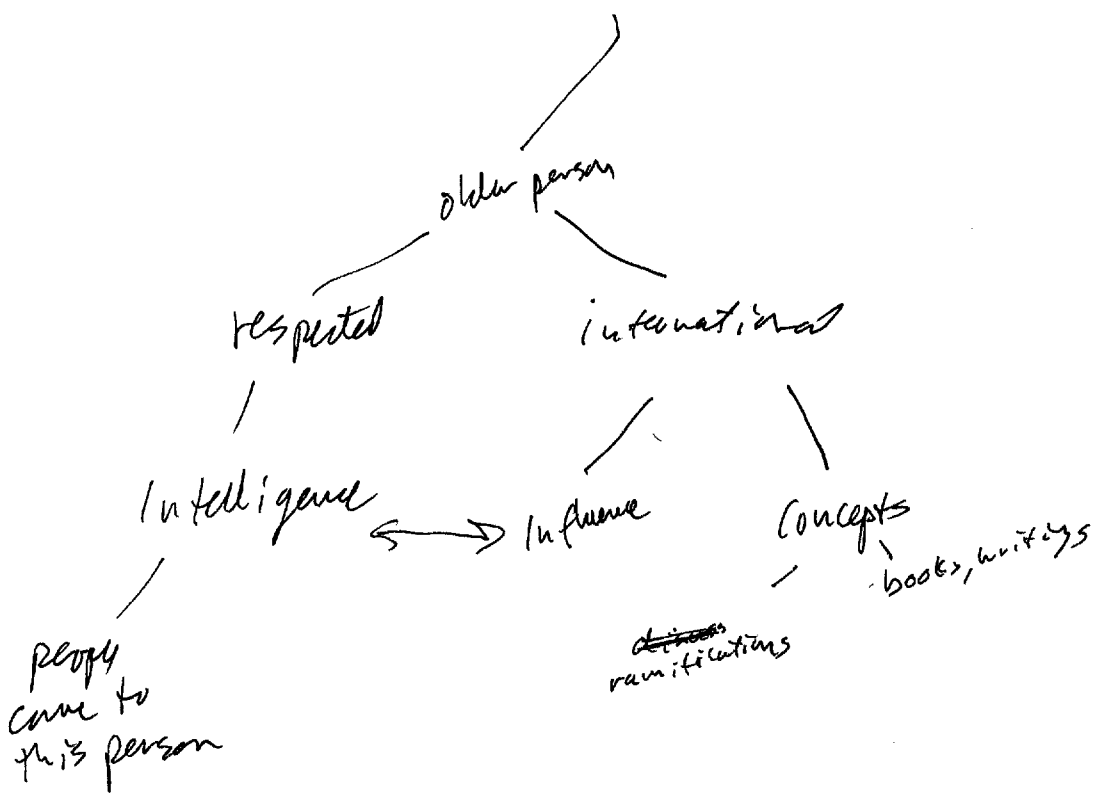 older person
respected
international
Intelligence
Influence
Concepts
books, writings
ramifications
people
come to
this person